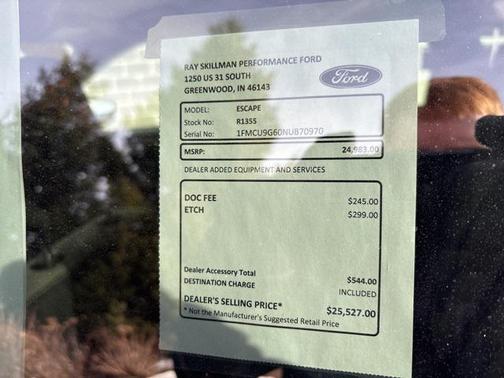 RAY SKILLMAN PERFORMANCE FORD
1250 US 31 SOUTH
GREENWOOD, IN 46143
Ford
MODEL: ESCAPE
Stock No: R1355
Serial No: 1FMCU9G60NUB70970
MSRP: 24,983.00
DEALER ADDED EQUIPMENT AND SERVICES
DOC FEE $245.00
ETCH $299.00
Dealer Accessory Total $544.00
DESTINATION CHARGE INCLUDED
DEALER'S SELLING PRICE* $25,527.00
* Not the Manufacturer's Suggested Retail Price